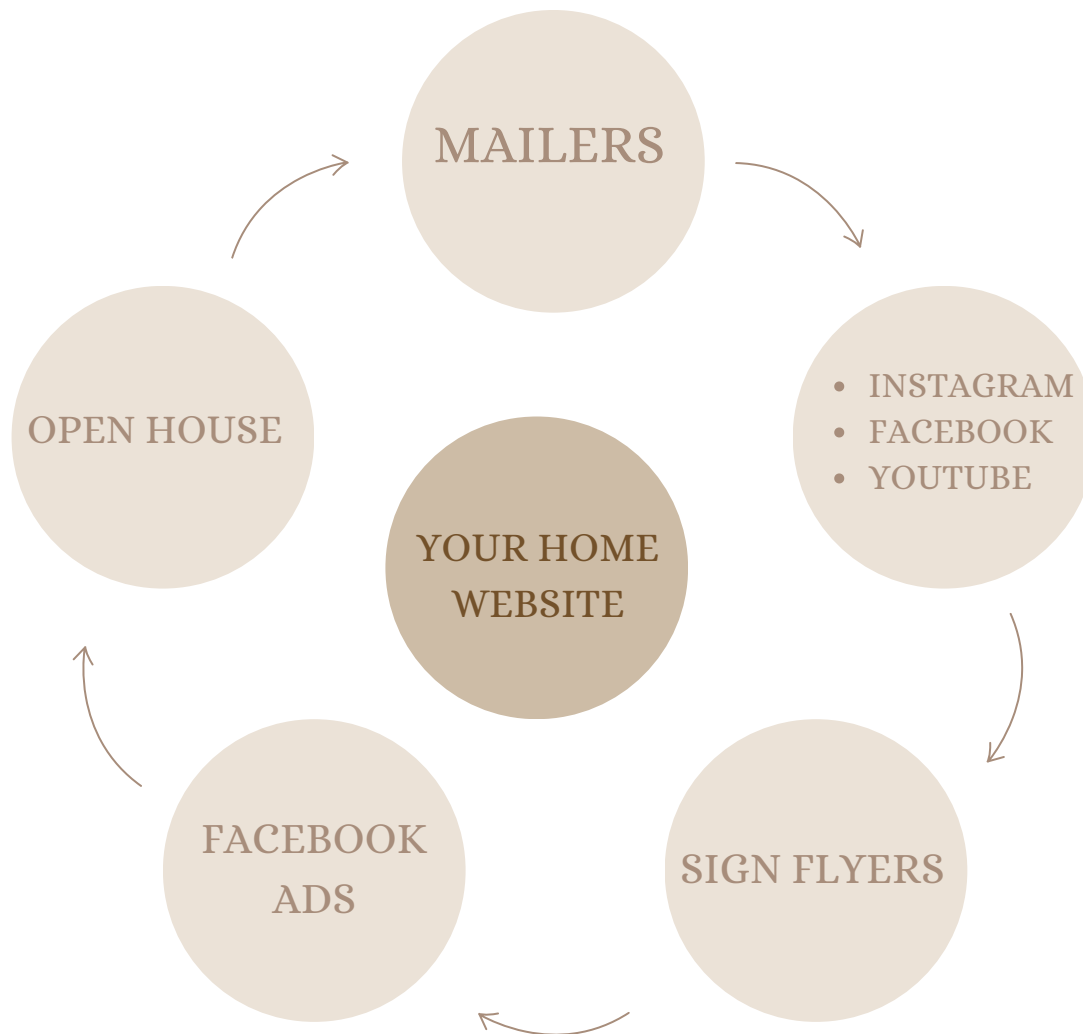 MAILERS
• INSTAGRAM
• FACEBOOK
• YOUTUBE
OPEN HOUSE
YOUR HOME
WEBSITE
FACEBOOK
ADS
SIGN FLYERS